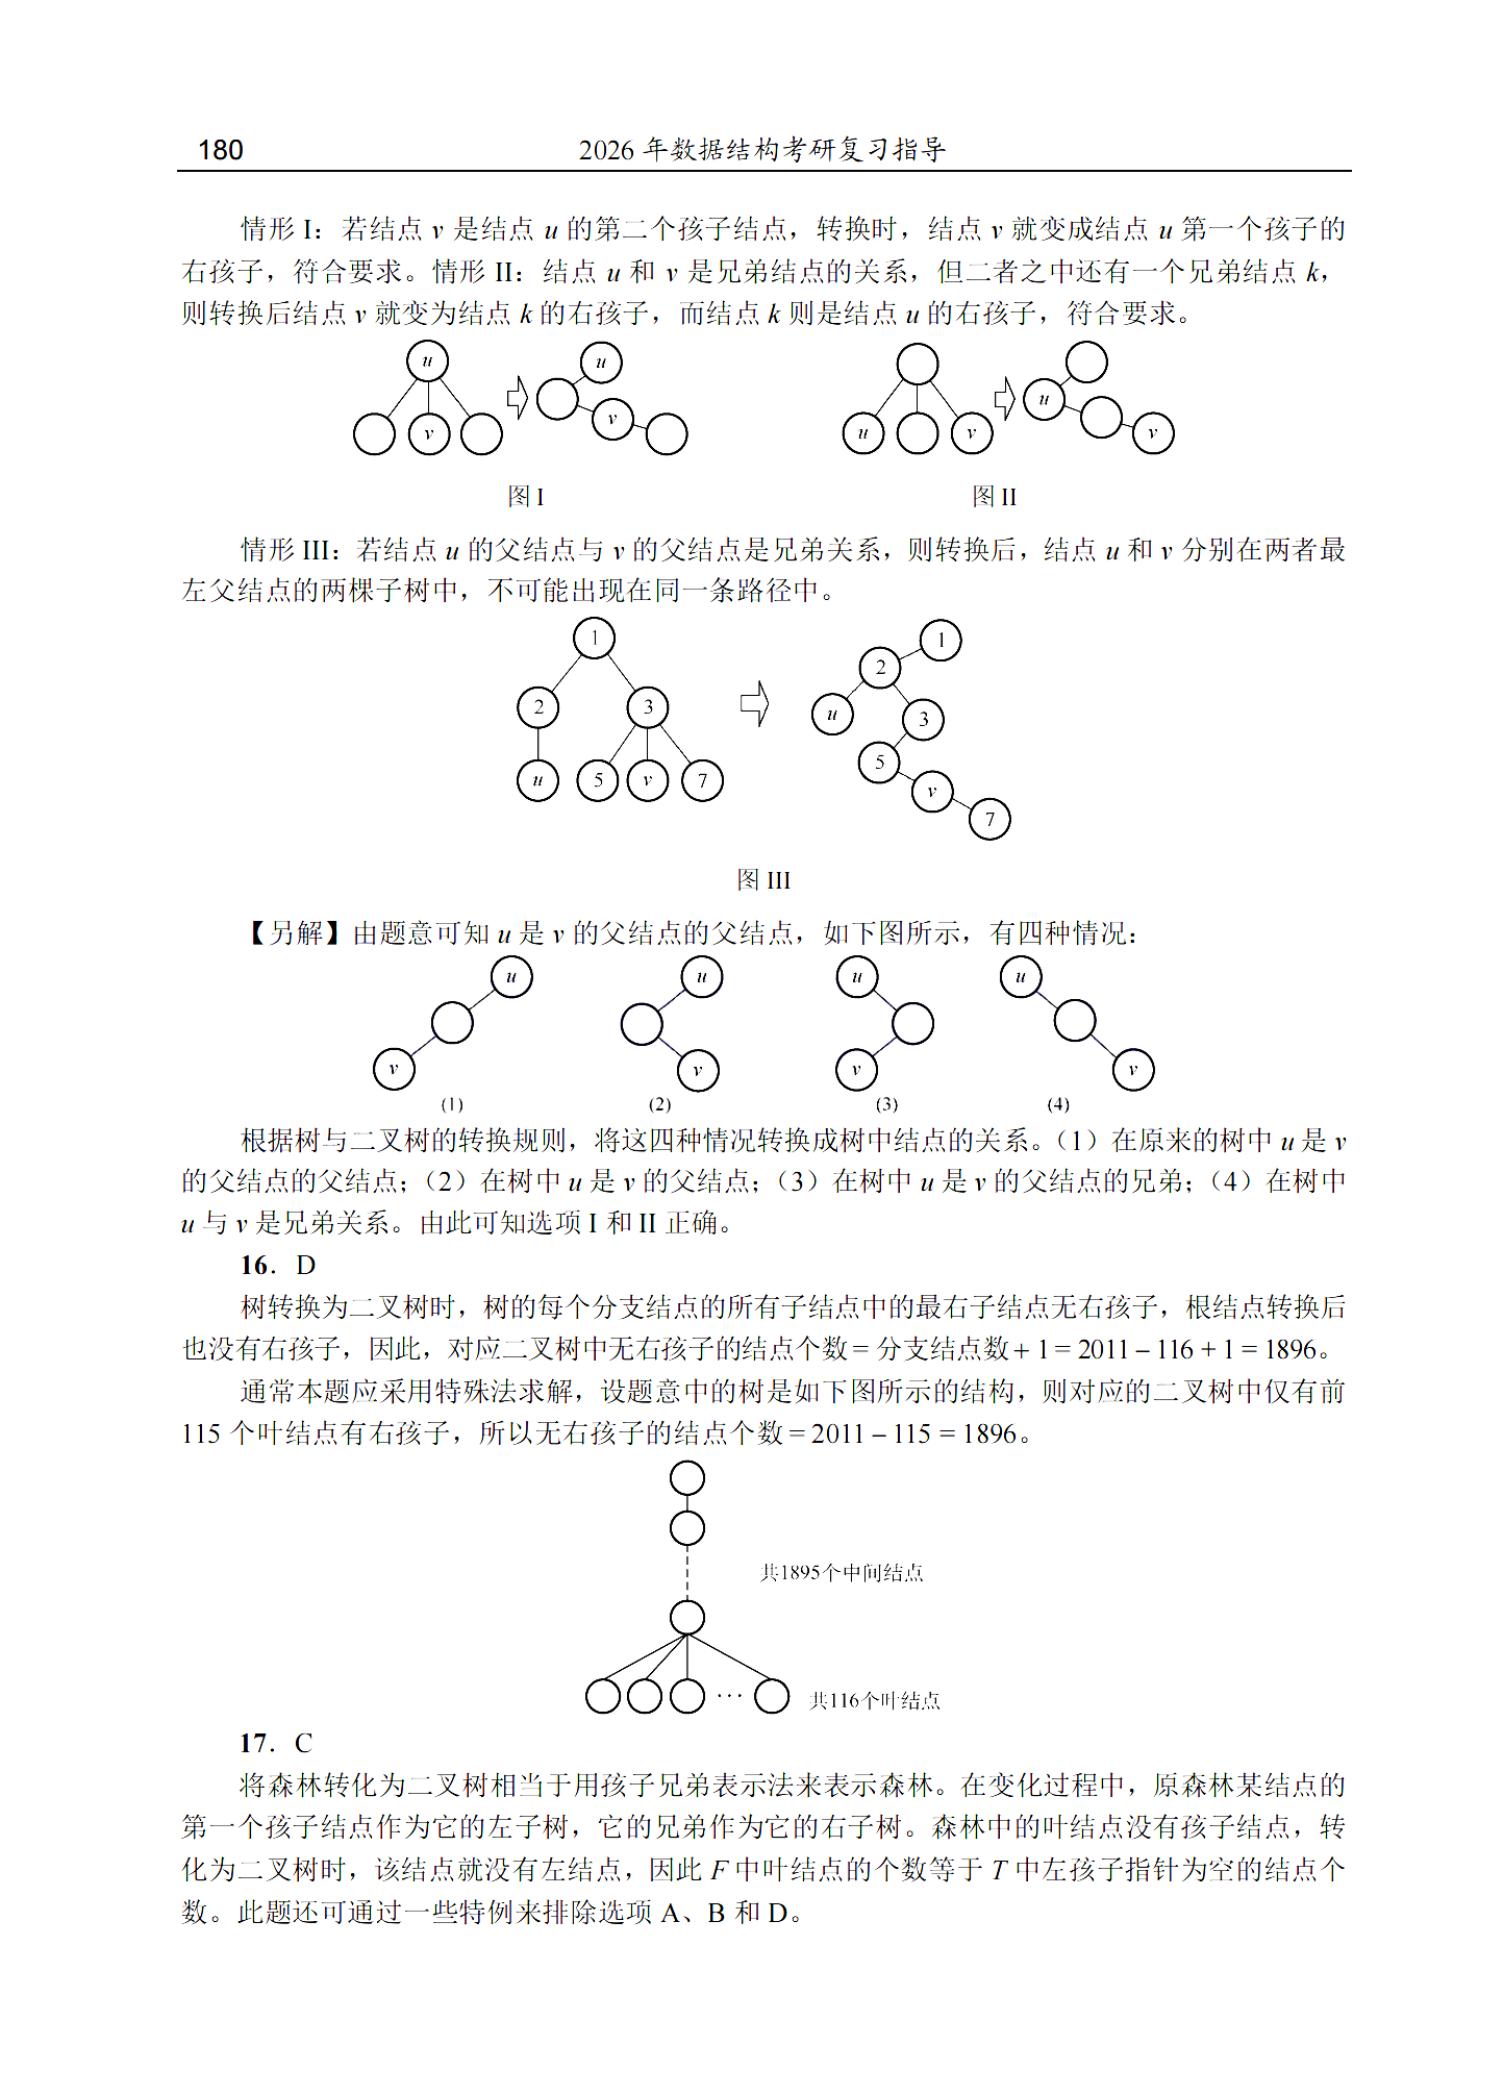 180
2026 年数据结构考研复习指导
情形 I：若结点 v 是结点 u 的第二个孩子结点，转换时，结点 v 就变成结点 u 第一个孩子的
右孩子，符合要求。情形 II：结点 u 和 v 是兄弟结点的关系，但二者之中还有一个兄弟结点 k，
则转换后结点 v 就变为结点 k 的右孩子，而结点 k 则是结点 u 的右孩子，符合要求。
u
v
u
v
u
v
u
v
图 I
图 II
情形 III：若结点 u 的父结点与 v 的父结点是兄弟关系，则转换后，结点 u 和 v 分别在两者最
左父结点的两棵子树中，不可能出现在同一条路径中。
1
2
3
u
5
v
7
1
2
u
3
5
v
7
图 III
【另解】由题意可知 u 是 v 的父结点的父结点，如下图所示，有四种情况：
u
v
(1)
u
v
(2)
u
v
(3)
u
v
(4)
根据树与二叉树的转换规则，将这四种情况转换成树中结点的关系。（1）在原来的树中 u 是 v
的父结点的父结点；（2）在树中 u 是 v 的父结点；（3）在树中 u 是 v 的父结点的兄弟；（4）在树中
u 与 v 是兄弟关系。由此可知选项 I 和 II 正确。
16．D
树转换为二叉树时，树的每个分支结点的所有子结点中的最右子结点无右孩子，根结点转换后
也没有右孩子，因此，对应二叉树中无右孩子的结点个数 = 分支结点数 + 1 = 2011 – 116 + 1 = 1896。
通常本题应采用特殊法求解，设题意中的树是如下图所示的结构，则对应的二叉树中仅有前
115 个叶结点有右孩子，所以无右孩子的结点个数 = 2011 – 115 = 1896。
共1895个中间结点
… 共116个叶结点
17．C
将森林转化为二叉树相当于用孩子兄弟表示法来表示森林。在变化过程中，原森林某结点的
第一个孩子结点作为它的左子树，它的兄弟作为它的右子树。森林中的叶结点没有孩子结点，转
化为二叉树时，该结点就没有左结点，因此 F 中叶结点的个数等于 T 中左孩子指针为空的结点个
数。此题还可通过一些特例来排除选项 A、B 和 D。